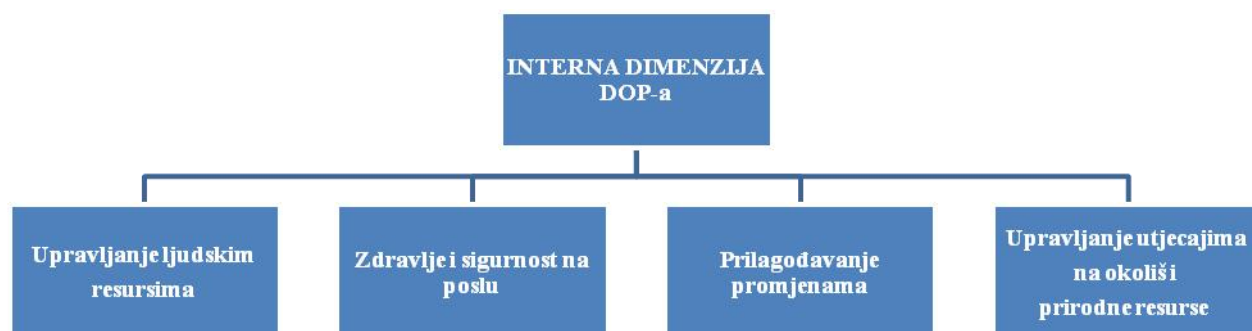 INTERNA DIMENZIJA
DOP-a
Upravljanje ljudskim
resursima
Zdravlje i sigurnost na
poslu
Prilagođavanje
promjenama
Upravljanje utjecajima
na okoliš i
prirodne resurse